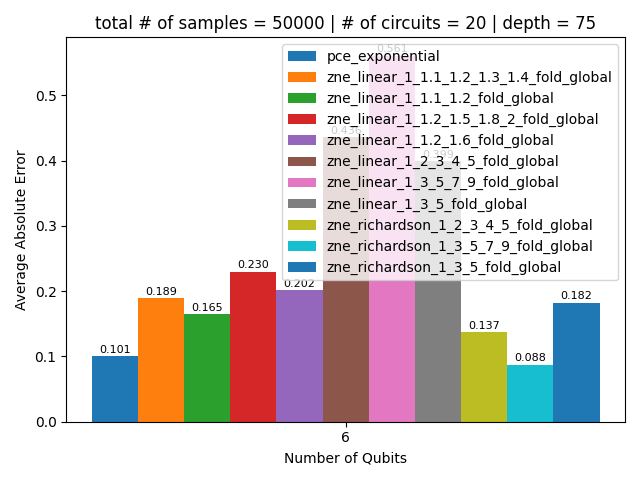 total # of samples = 50000 | # of circuits = 20 | depth = 75
0.561
pce_exponential
zne_linear_1_1.1_1.2_1.3_1.4_fold_global
zne_linear_1_1.1_1.2_fold_global
zne_linear_1_1.2_1.5_1.8_2_fold_global
zne_linear_1_1.2_1.6_fold_global
zne_linear_1_2_3_4_5_fold_global
zne_linear_1_3_5_7_9_fold_global
zne_linear_1_3_5_fold_global
zne_richardson_1_2_3_4_5_fold_global
zne_richardson_1_3_5_7_9_fold_global
zne_richardson_1_3_5_fold_global
0.436
0.399
0.101
0.189
0.165
0.230
0.202
0.137
0.088
0.182
0.5
0.4
0.3
0.2
0.1
0.0
Average Absolute Error
6
Number of Qubits